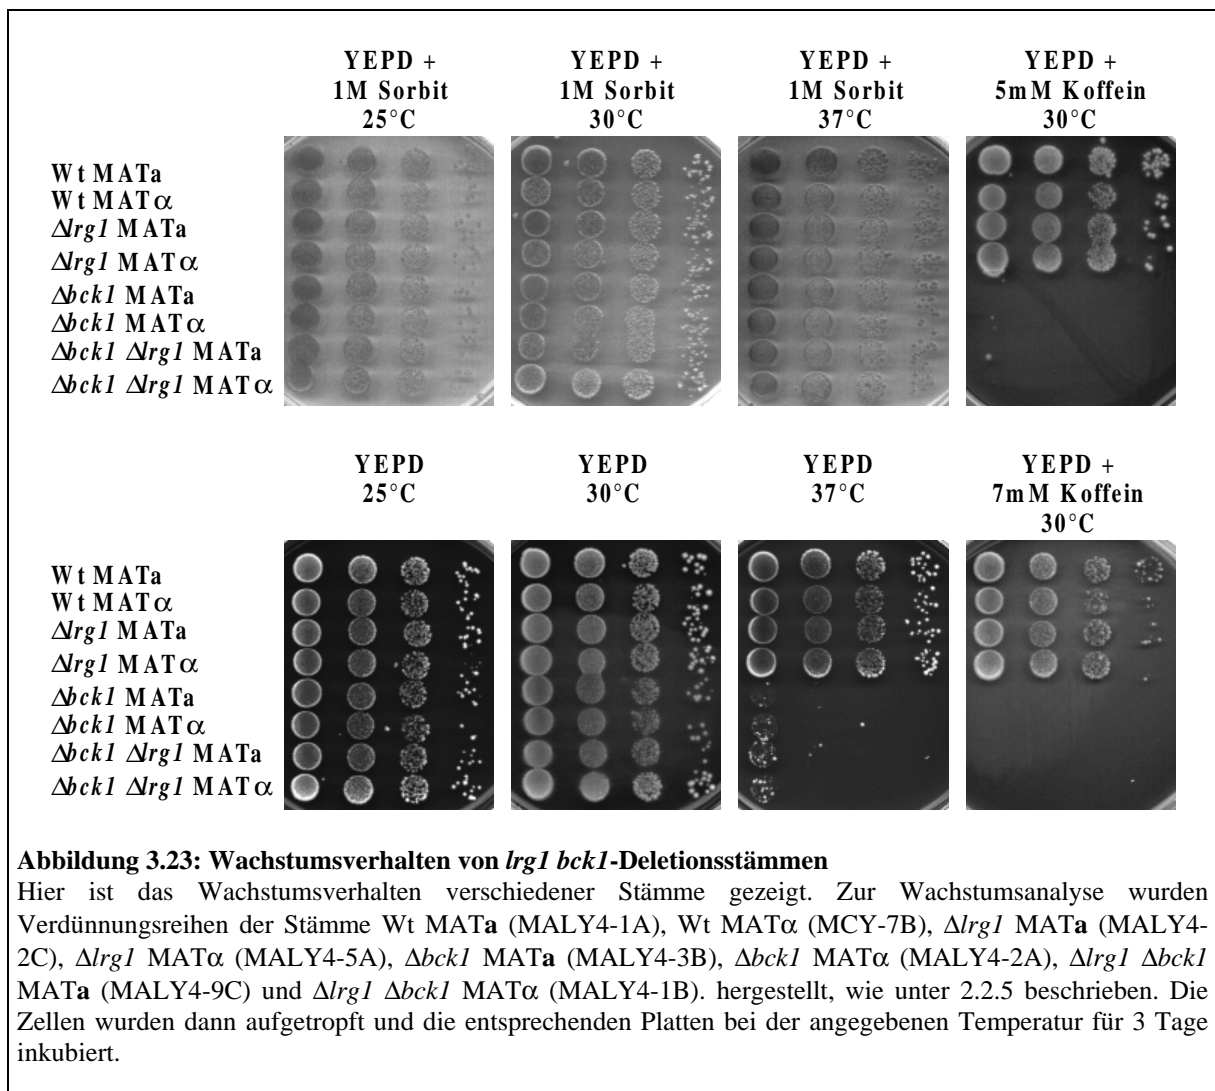 YEPD + YEPD + YEPD + YEPD +
1M Sorbit 1M Sorbit 1M Sorbit 5mM Koffein
25°C 30°C 37°C 30°C
Wt MATa
Wt MATα
Δlrg1 MATa
Δlrg1 MATα
Δbck1 MATa
Δbck1 MATα
Δbck1 Δlrg1 MATa
Δbck1 Δlrg1 MATα
YEPD YEPD YEPD YEPD +
25°C 30°C 37°C 7mM Koffein
30°C
Wt MATa
Wt MATα
Δlrg1 MATa
Δlrg1 MATα
Δbck1 MATa
Δbck1 MATα
Δbck1 Δlrg1 MATa
Δbck1 Δlrg1 MATα
Abbildung 3.23: Wachstumsverhalten von lrg1 bck1-Deletionsstämmen
Hier ist das Wachstumsverhalten verschiedener Stämme gezeigt. Zur Wachstumsanalyse wurden
Verdünnungsreihen der Stämme Wt MATa (MALY4-1A), Wt MATα (MCY-7B), Δlrg1 MATa (MALY4-
2C), Δlrg1 MATα (MALY4-5A), Δbck1 MATa (MALY4-3B), Δbck1 MATα (MALY4-2A), Δlrg1 Δbck1
MATa (MALY4-9C) und Δlrg1 Δbck1 MATα (MALY4-1B). hergestellt, wie unter 2.2.5 beschrieben. Die
Zellen wurden dann aufgetropft und die entsprechenden Platten bei der angegebenen Temperatur für 3 Tage
inkubiert.